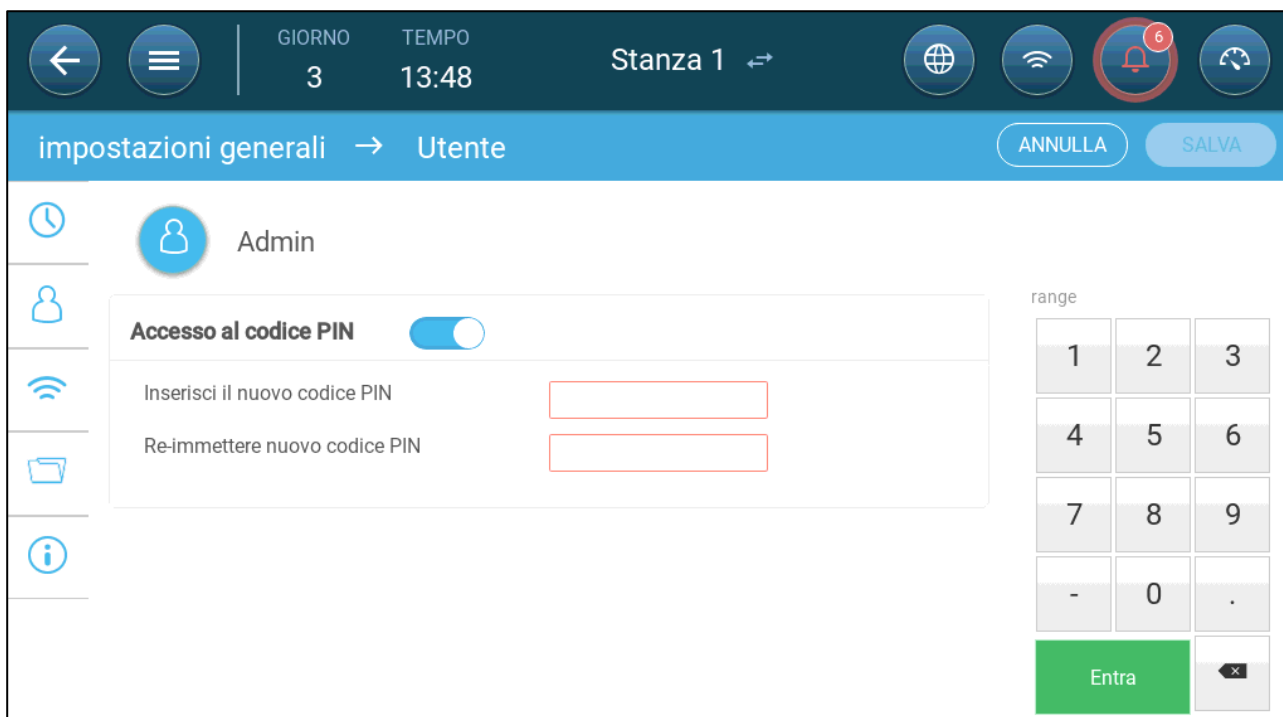 GIORNO TEMPO
3 13:48 Stanza 1 6
impostazioni generali → Utente ANNULLA SALVA
Admin
range
Accesso al codice PIN
Inserisci il nuovo codice PIN
Re-immettere nuovo codice PIN
1 2 3
4 5 6
7 8 9
- 0 .
Entra